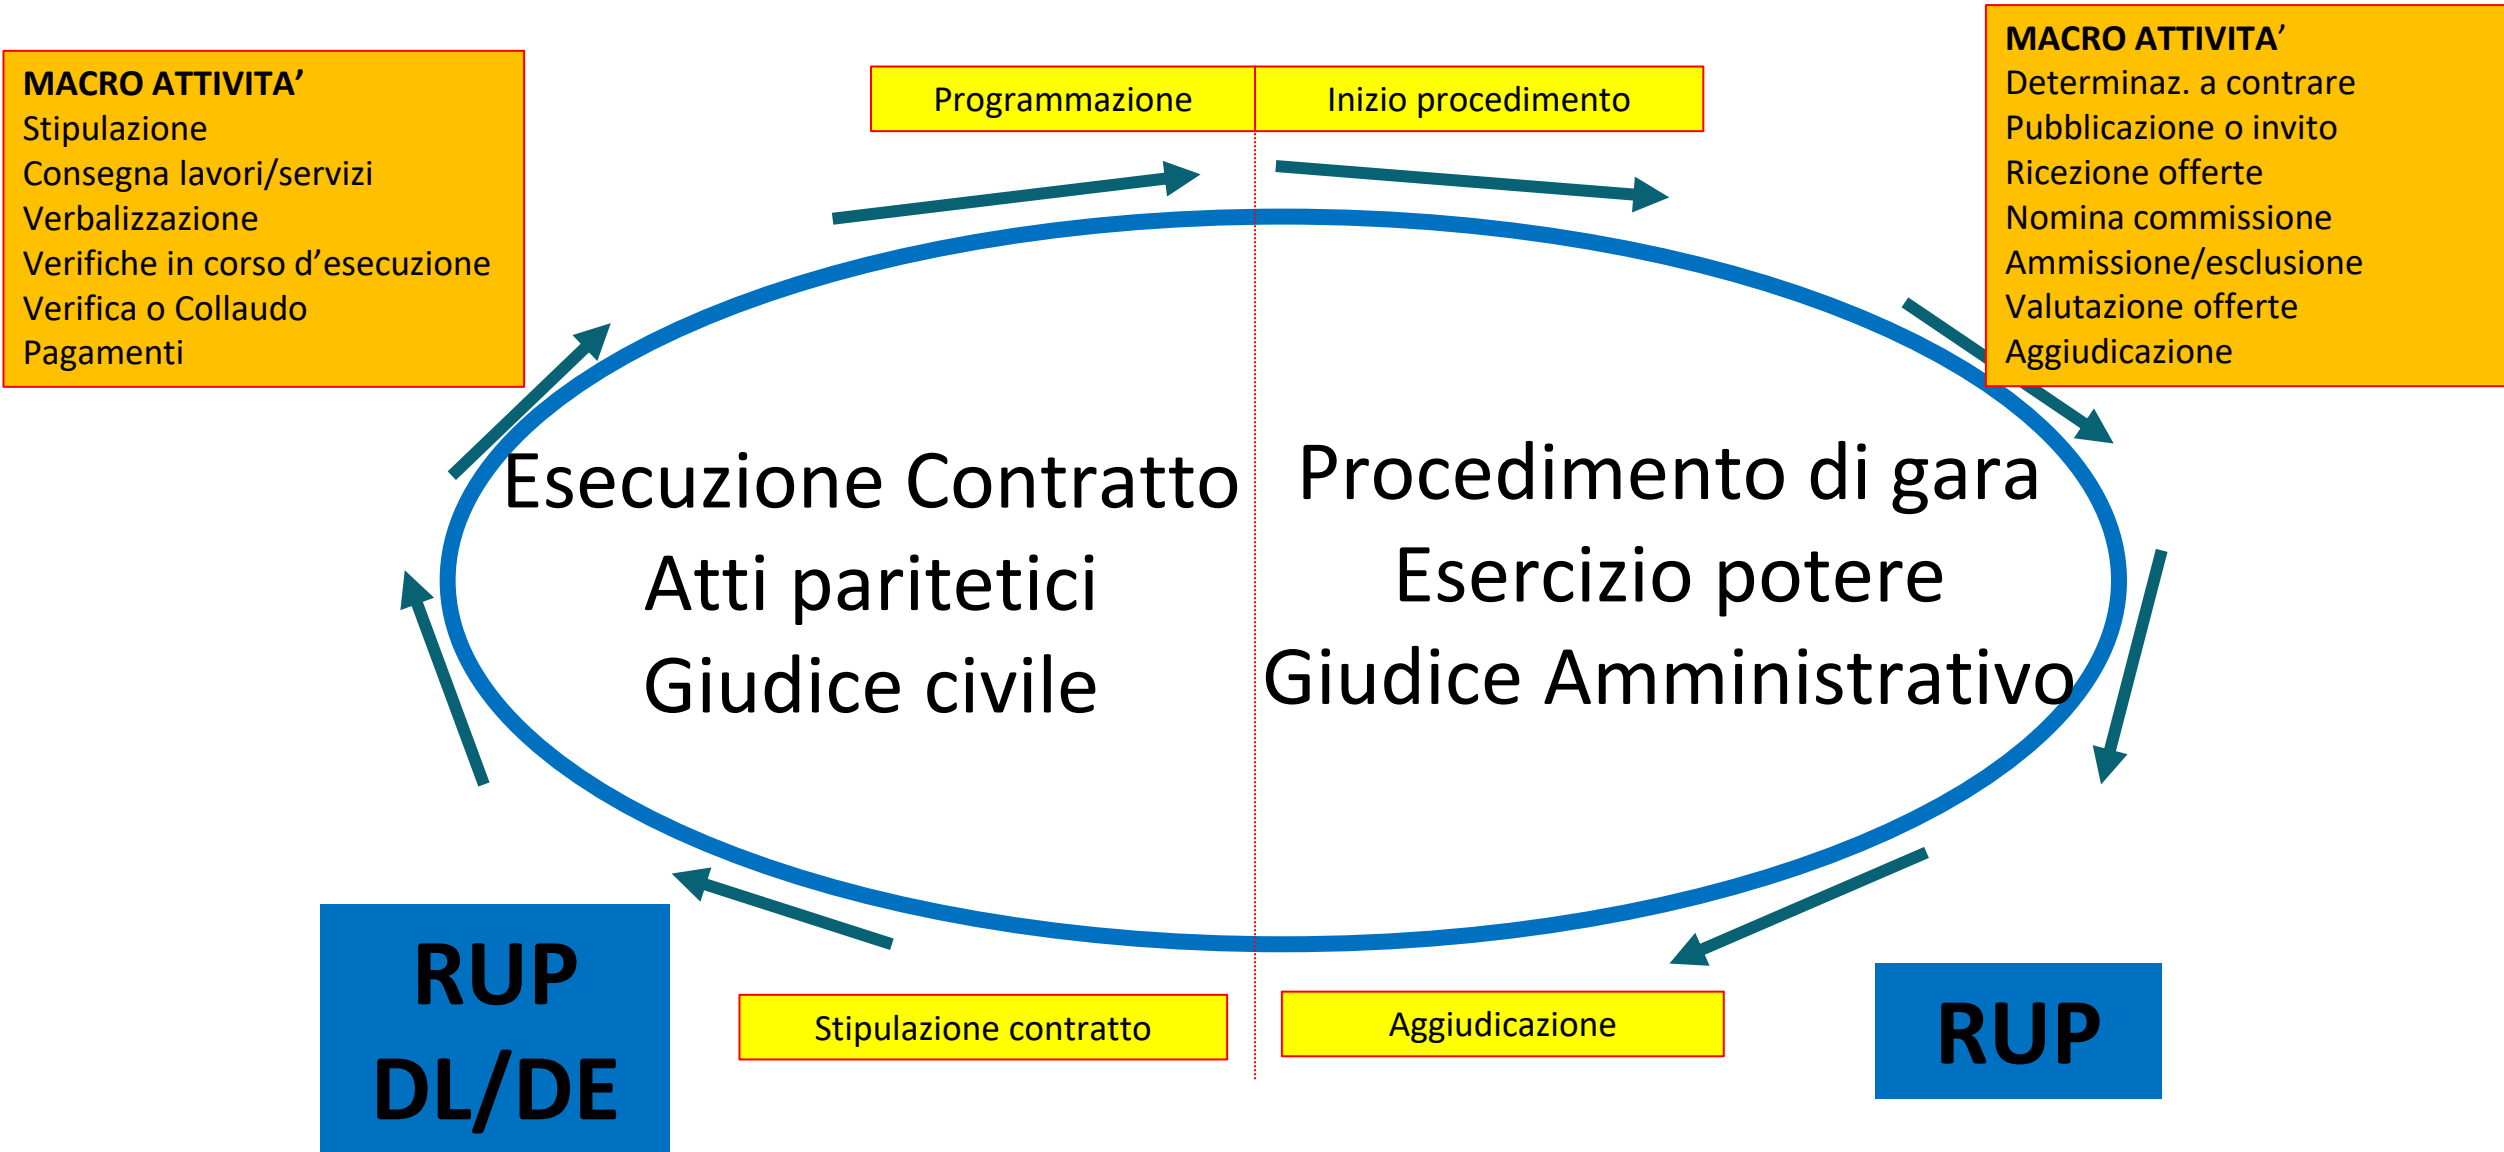 MACRO ATTIVITA’
Stipulazione
Consegna lavori/servizi
Verbalizzazione
Verifiche in corso d’esecuzione
Verifica o Collaudo
Pagamenti
Programmazione
Inizio procedimento
MACRO ATTIVITA’
Determinaz. a contrare
Pubblicazione o invito
Ricezione offerte
Nomina commissione
Ammissione/esclusione
Valutazione offerte
Aggiudicazione
Esecuzione Contratto
Atti paritetici
Giudice civile
Procedimento di gara
Esercizio potere
Giudice Amministrativo
RUP
DL/DE
Stipulazione contratto
Aggiudicazione
RUP